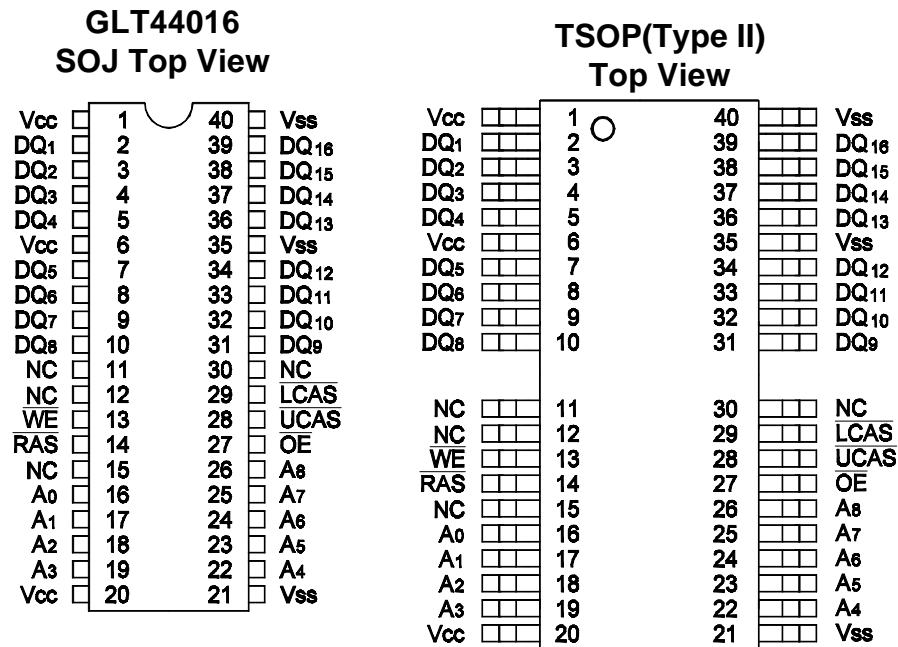 GLT44016
SOJ Top View
Vcc 1 40 Vss
DQ1 2 39 DQ16
DQ2 3 38 DQ15
DQ3 4 37 DQ14
DQ4 5 36 DQ13
Vcc 6 35 Vss
DQ5 7 34 DQ12
DQ6 8 33 DQ11
DQ7 9 32 DQ10
DQ8 10 31 DQ9
NC 11 30 NC
NC 12 29 LCAS
WE 13 28 UCAS
RAS 14 27 OE
NC 15 26 A8
A0 16 25 A7
A1 17 24 A6
A2 18 23 A5
A3 19 22 A4
Vcc 20 21 Vss
TSOP(Type II)
Top View
Vcc 1 40 Vss
DQ1 2 39 DQ16
DQ2 3 38 DQ15
DQ3 4 37 DQ14
DQ4 5 36 DQ13
Vcc 6 35 Vss
DQ5 7 34 DQ12
DQ6 8 33 DQ11
DQ7 9 32 DQ10
DQ8 10 31 DQ9
NC 11 30 NC
NC 12 29 LCAS
WE 13 28 UCAS
RAS 14 27 OE
NC 15 26 A8
A0 16 25 A7
A1 17 24 A6
A2 18 23 A5
A3 19 22 A4
Vcc 20 21 Vss